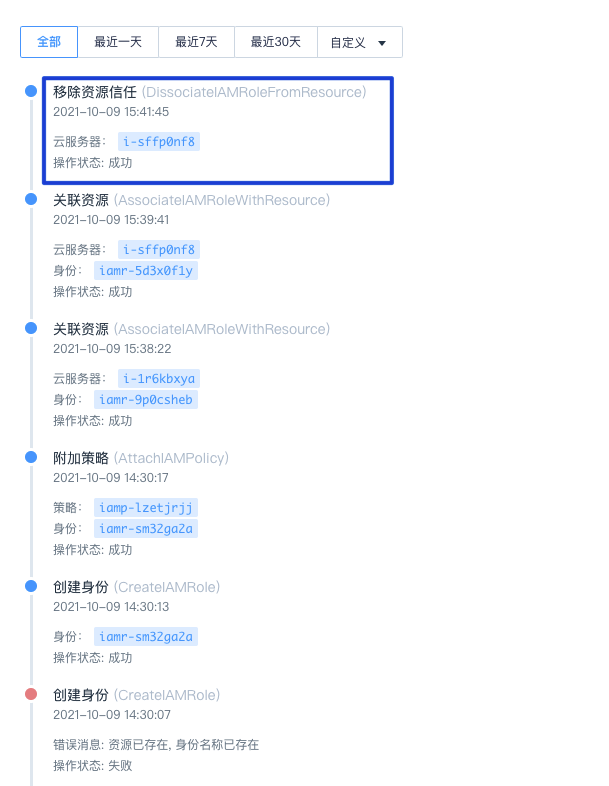 全部 最近一天 最近7天 最近30天 自定义
移除资源信任 (DissociateIAMRoleFromResource)
2021-10-09 15:41:45
云服务器: i-sffp0nf8
操作状态: 成功
关联资源 (AssociateIAMRoleWithResource)
2021-10-09 15:39:41
云服务器: i-sffp0nf8
身份: iamr-5d3x0f1y
操作状态: 成功
关联资源 (AssociateIAMRoleWithResource)
2021-10-09 15:38:22
云服务器: i-1r6kbxya
身份: iamr-9p0csheb
操作状态: 成功
附加策略 (AttachIAMPolicy)
2021-10-09 14:30:17
策略: iamp-lzetjrjj
身份: iamr-sm3Zga2a
操作状态: 成功
创建身份 (CreateIAMRole)
2021-10-09 14:30:13
身份: iamr-sm3Zga2a
操作状态: 成功
创建身份 (CreateIAMRole)
2021-10-09 14:30:07
错误消息: 资源已存在, 身份名称已存在
操作状态: 失败